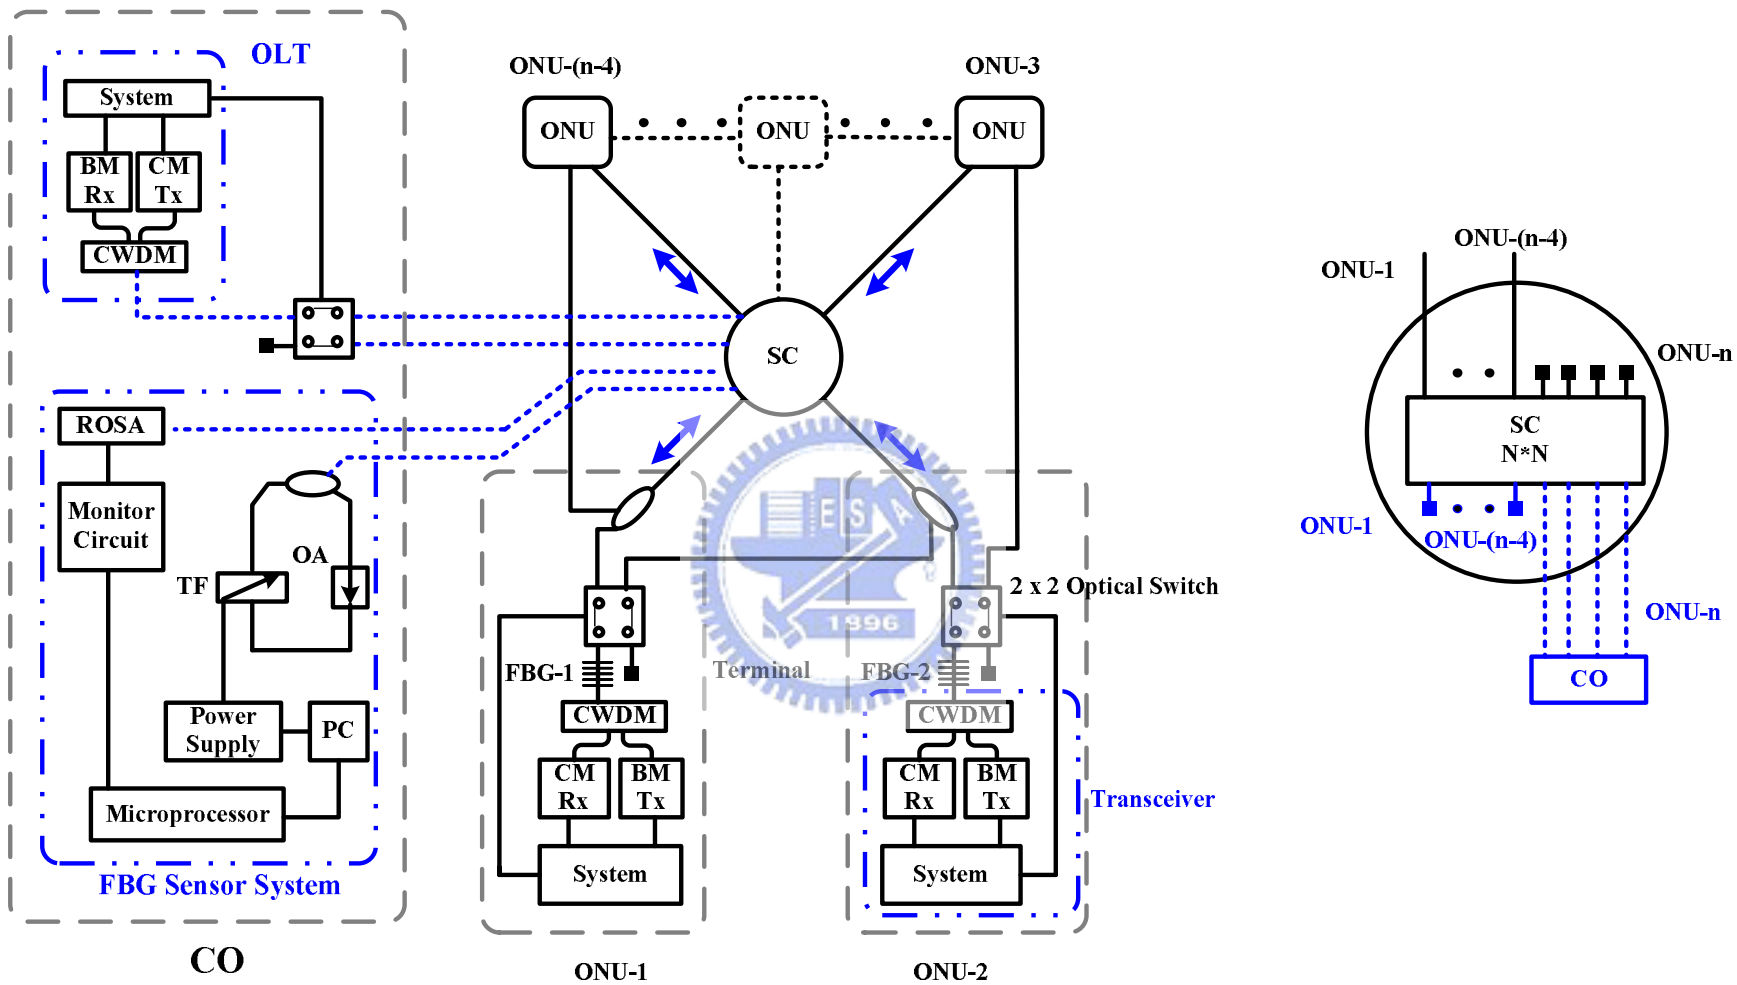 OLT
System
BM
Rx
CM
Tx
CWDM
ROSA
Monitor
Circuit
OA
TF
Power
Supply
PC
Microprocessor
FBG Sensor System
CO
ONU-(n-4)
ONU-3
ONU
ONU
ONU
SC
E S A
1896
2 x 2 Optical Switch
FBG-1
Terminal
FBG-2
CWDM
CM
Rx
BM
Tx
System
ONU-1
CWDM
CM
Rx
BM
Tx
Transceiver
System
ONU-2
ONU-(n-4)
ONU-1
ONU-n
SC
N*N
ONU-1
ONU-(n-4)
ONU-n
CO